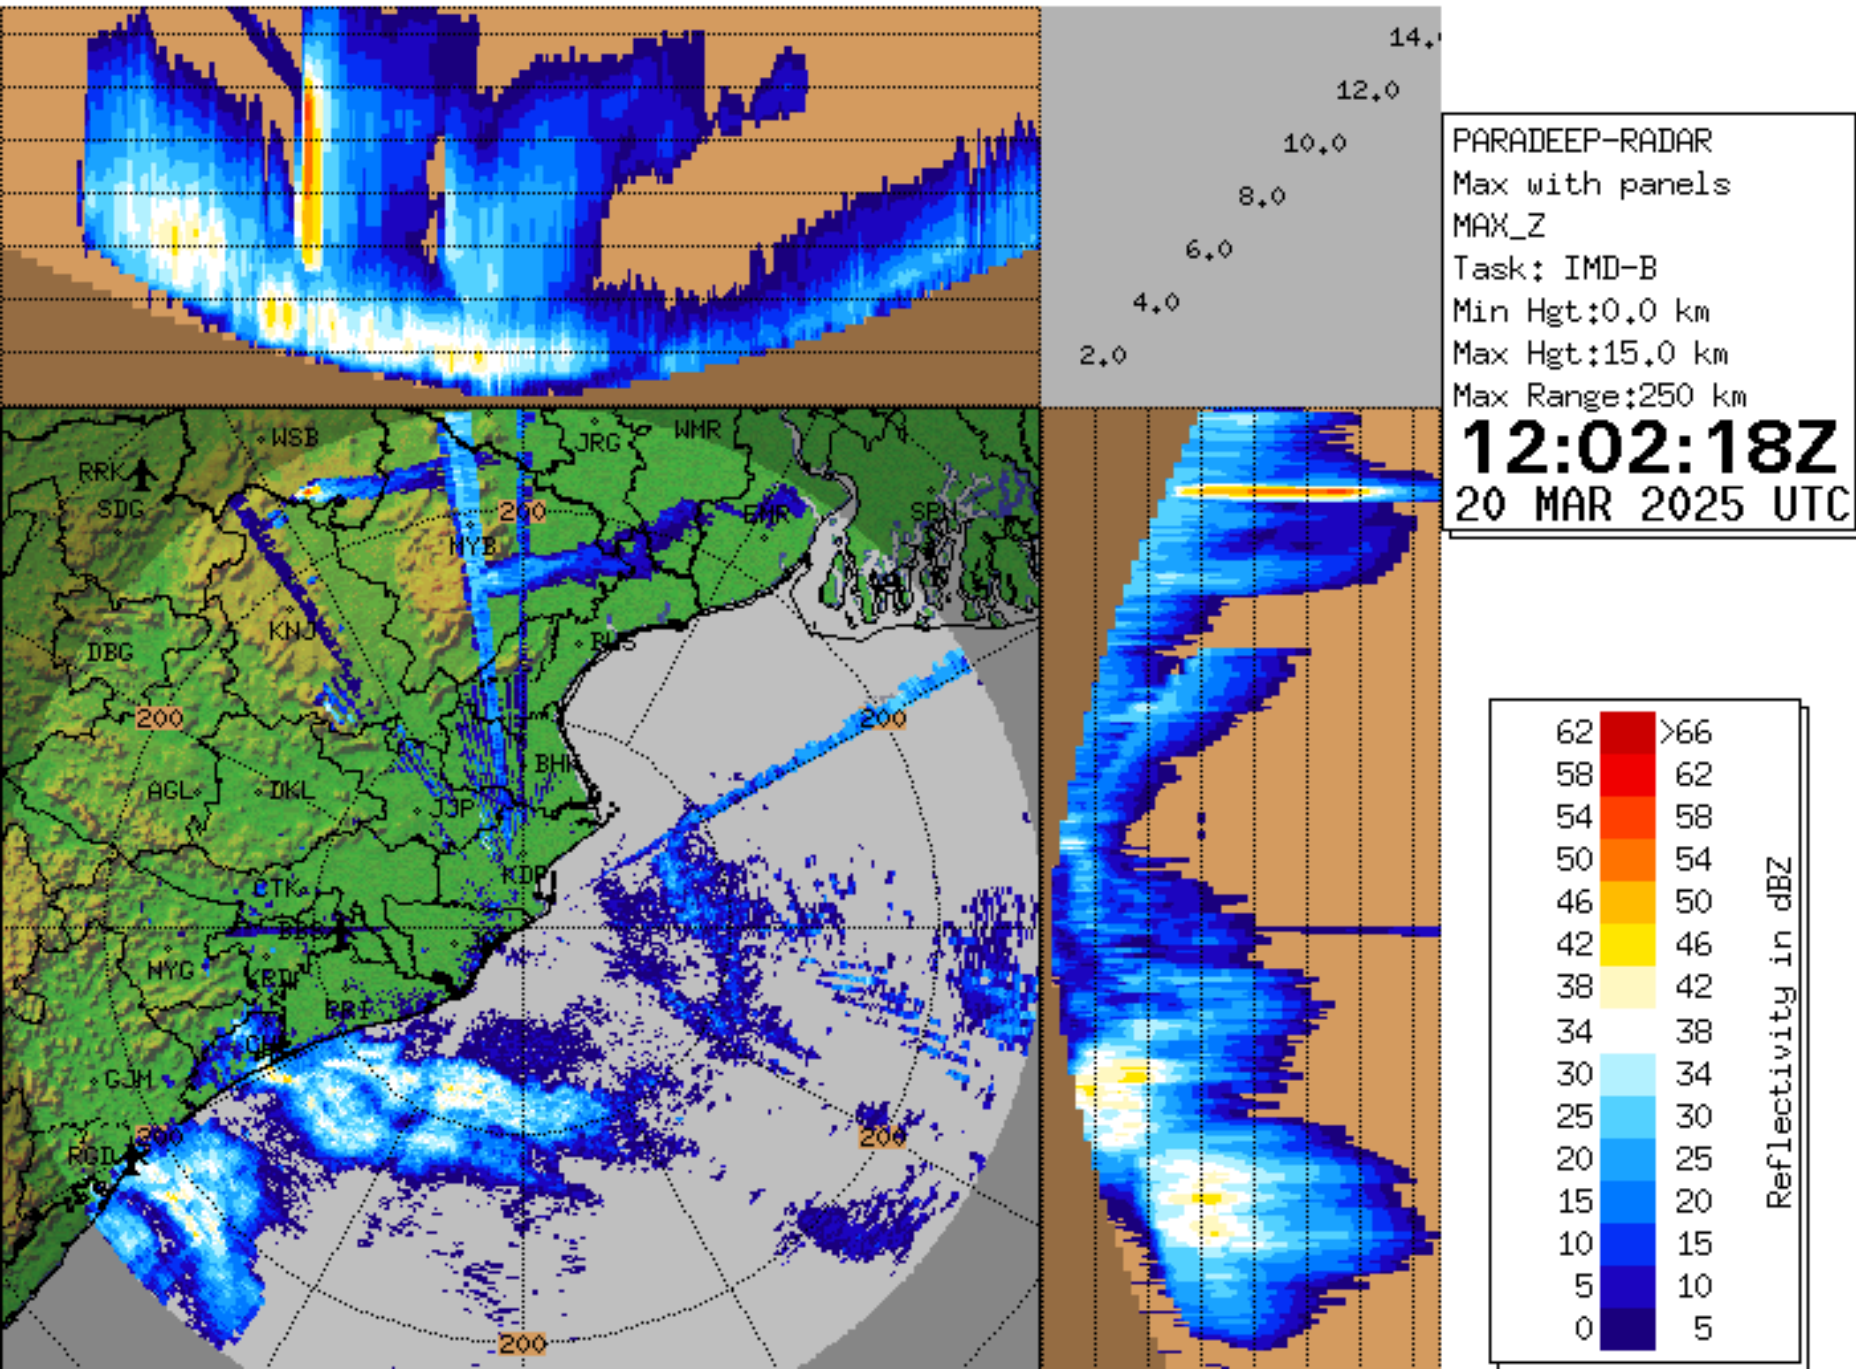 14.
12.0
10.0
8.0
6.0
4.0
2.0
PARADEEP-RADAR
Max with panels
MAX_Z
Task: IMD-B
Min Hgt:0.0 km
Max Hgt:15.0 km
Max Range:250 km
12:02:18Z
20 MAR 2025 UTC
WSB
JRG
WMR
RRK
SDG
200
EMR
SPN
MYB
KNJ
DBG
BLS
200
200
BHK
AGL
DKL
JJP
KDP
CTK
BBS
NYG
KRD
PRI
GJM
200
200
200
62 >66
58 62
54 58
50 54
46 50
42 46
38 42
34 38
30 34
25 30
20 25
15 20
10 15
5 10
0 5
Reflectivity in dBZ